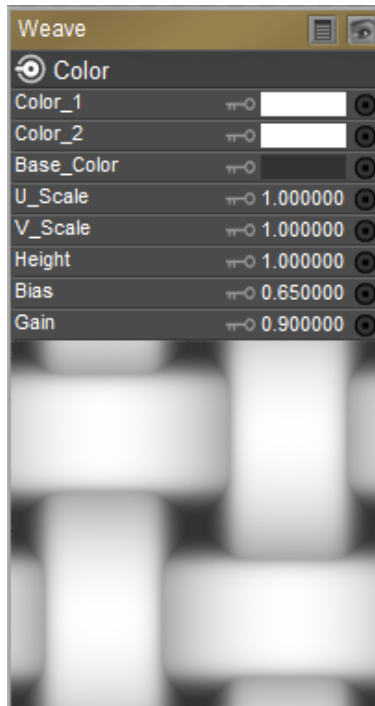 Weave
Color
Color_1
Color_2
Base_Color
U_Scale 1.000000
V_Scale 1.000000
Height 1.000000
Bias 0.650000
Gain 0.900000